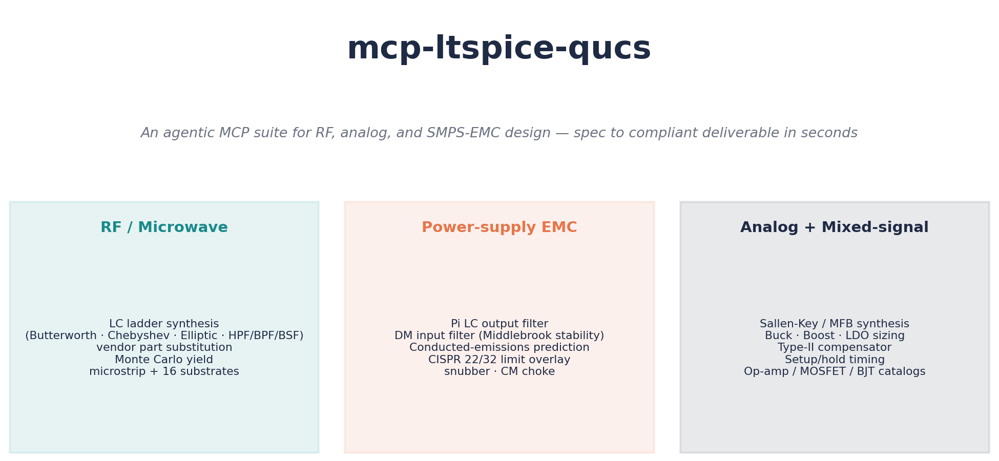 mcp-ltspice-qucs
An agentic MCP suite for RF, analog, and SMPS-EMC design — spec to compliant deliverable in seconds
RF / Microwave
LC ladder synthesis
(Butterworth · Chebyshev · Elliptic · HPF/BPF/BSF)
vendor part substitution
Monte Carlo yield
microstrip + 16 substrates
Power-supply EMC
Pi LC output filter
DM input filter (Middlebrook stability)
Conducted-emissions prediction
CISPR 22/32 limit overlay
snubber · CM choke
Analog + Mixed-signal
Sallen-Key / MFB synthesis
Buck · Boost · LDO sizing
Type-II compensator
Setup/hold timing
Op-amp / MOSFET / BJT catalogs